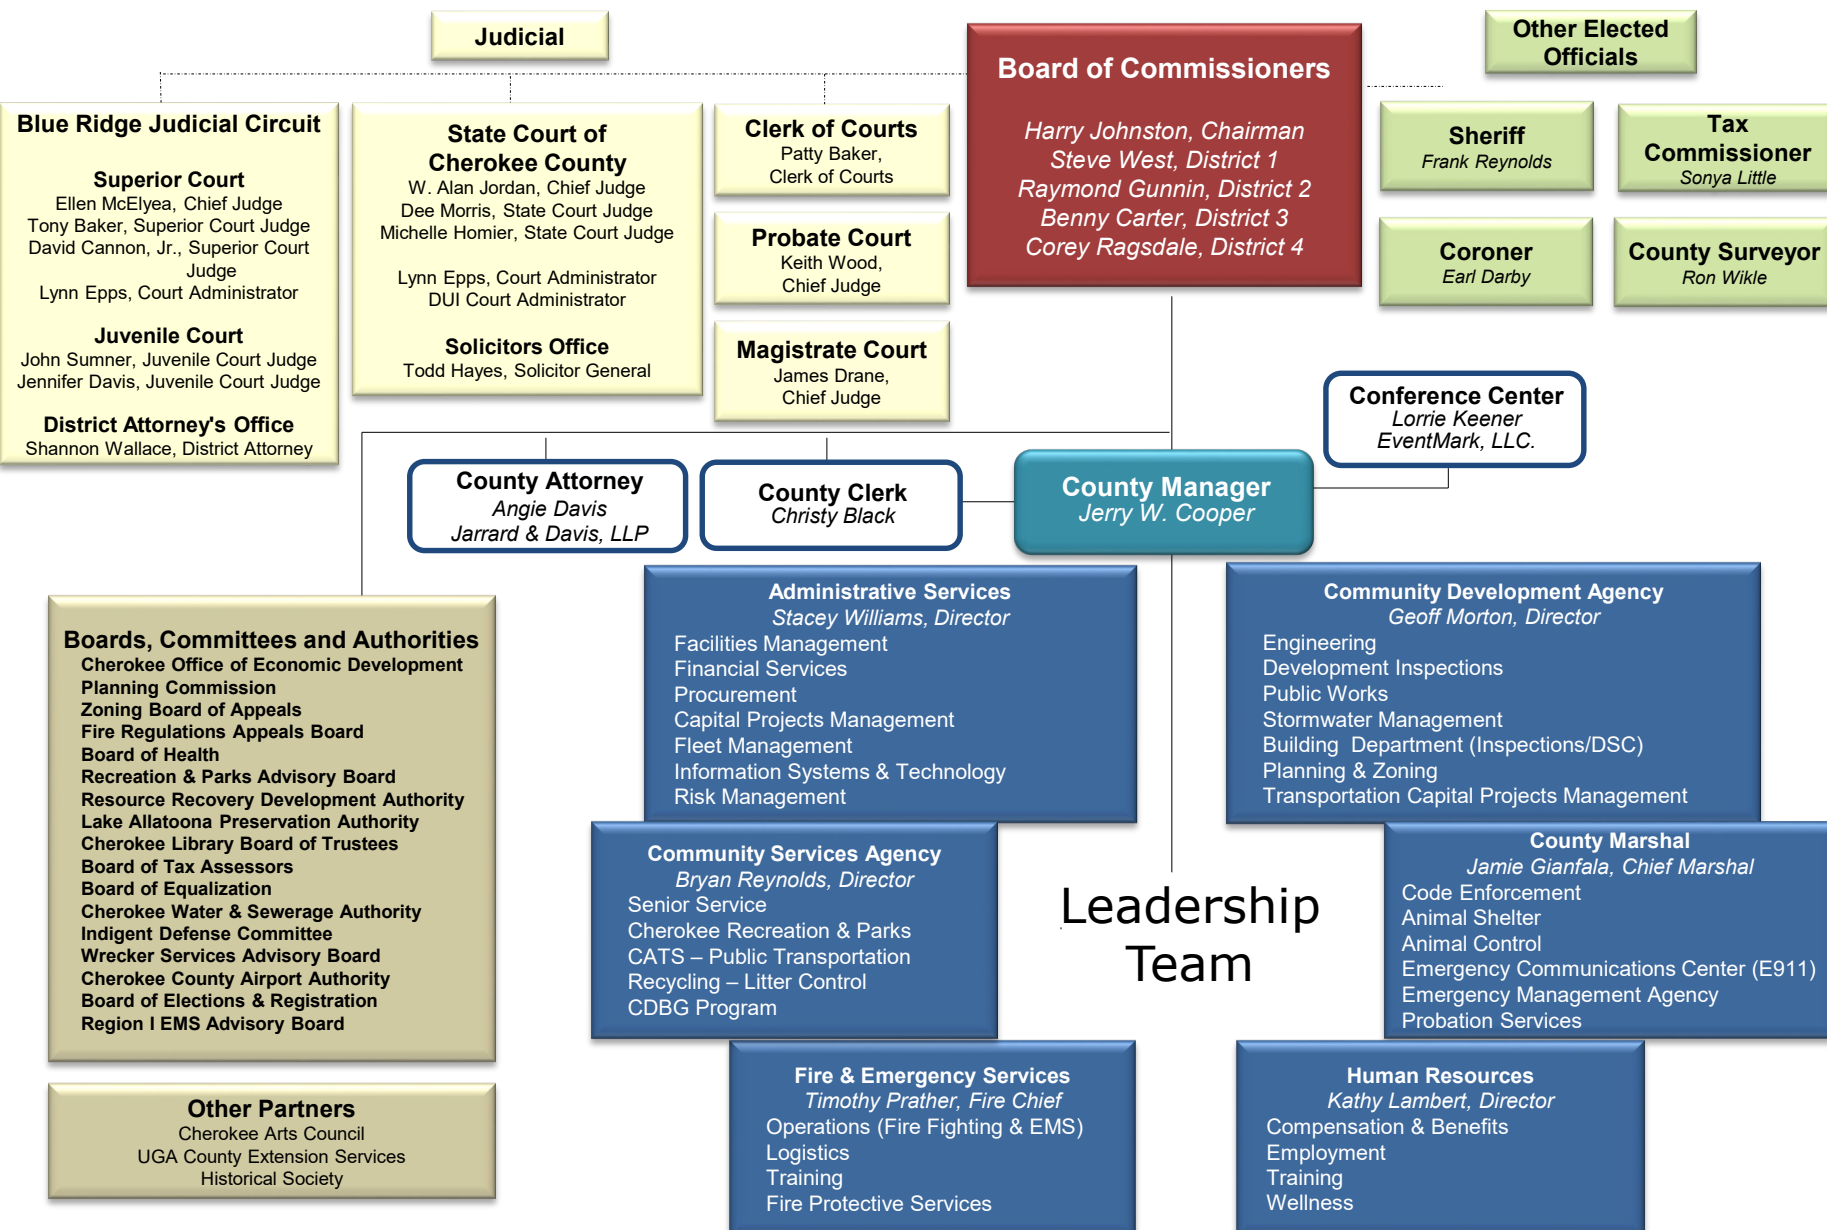 Judicial
Blue Ridge Judicial Circuit
Superior Court
Ellen McElyea, Chief Judge
Tony Baker, Superior Court Judge
David Cannon, Jr., Superior Court
Judge
Lynn Epps, Court Administrator
Juvenile Court
John Sumner, Juvenile Court Judge
Jennifer Davis, Juvenile Court Judge
District Attorney's Office
Shannon Wallace, District Attorney
State Court of
Cherokee County
W. Alan Jordan, Chief Judge
Dee Morris, State Court Judge
Michelle Homier, State Court Judge
Lynn Epps, Court Administrator
DUI Court Administrator
Solicitors Office
Todd Hayes, Solicitor General
Clerk of Courts
Patty Baker,
Clerk of Courts
Probate Court
Keith Wood,
Chief Judge
Magistrate Court
James Drane,
Chief Judge
Board of Commissioners
Harry Johnston, Chairman
Steve West, District 1
Raymond Gunnin, District 2
Benny Carter, District 3
Corey Ragsdale, District 4
Other Elected
Officials
Sheriff
Frank Reynolds
Tax
Commissioner
Sonya Little
Coroner
Earl Darby
County Surveyor
Ron Wikle
Conference Center
Lorrie Keener
EventMark, LLC.
County Attorney
Angie Davis
Jarrard & Davis, LLP
County Clerk
Christy Black
County Manager
Jerry W. Cooper
Boards, Committees and Authorities
Cherokee Office of Economic Development
Planning Commission
Zoning Board of Appeals
Fire Regulations Appeals Board
Board of Health
Recreation & Parks Advisory Board
Resource Recovery Development Authority
Lake Allatoona Preservation Authority
Cherokee Library Board of Trustees
Board of Tax Assessors
Board of Equalization
Cherokee Water & Sewerage Authority
Indigent Defense Committee
Wrecker Services Advisory Board
Cherokee County Airport Authority
Board of Elections & Registration
Region I EMS Advisory Board
Other Partners
Cherokee Arts Council
UGA County Extension Services
Historical Society
Administrative Services
Stacey Williams, Director
Facilities Management
Financial Services
Procurement
Capital Projects Management
Fleet Management
Information Systems & Technology
Risk Management
Community Development Agency
Geoff Morton, Director
Engineering
Development Inspections
Public Works
Stormwater Management
Building Department (Inspections/DSC)
Planning & Zoning
Transportation Capital Projects Management
Community Services Agency
Bryan Reynolds, Director
Senior Service
Cherokee Recreation & Parks
CATS – Public Transportation
Recycling – Litter Control
CDBG Program
Leadership
Team
County Marshal
Jamie Gianfala, Chief Marshal
Code Enforcement
Animal Shelter
Animal Control
Emergency Communications Center (E911)
Emergency Management Agency
Probation Services
Fire & Emergency Services
Timothy Prather, Fire Chief
Operations (Fire Fighting & EMS)
Logistics
Training
Fire Protective Services
Human Resources
Kathy Lambert, Director
Compensation & Benefits
Employment
Training
Wellness